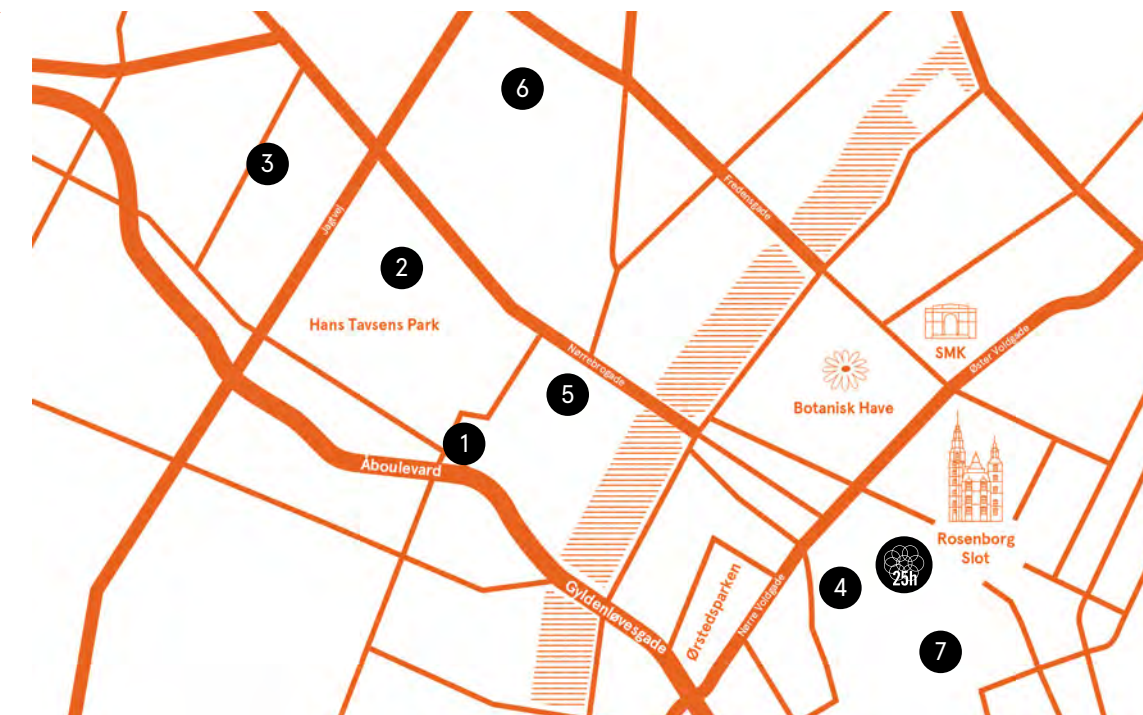 6
3
Fredensgade
Jagtvej
2
Hans Tavsens Park
SMK
Øster Voldgade
Nørrebrogade
5
Botanisk Have
1
Åboulevard
Rosenborg
Slot
25h
4
Gyldenløvesgade
Ørstedsparken
Nørre Voldgade
7